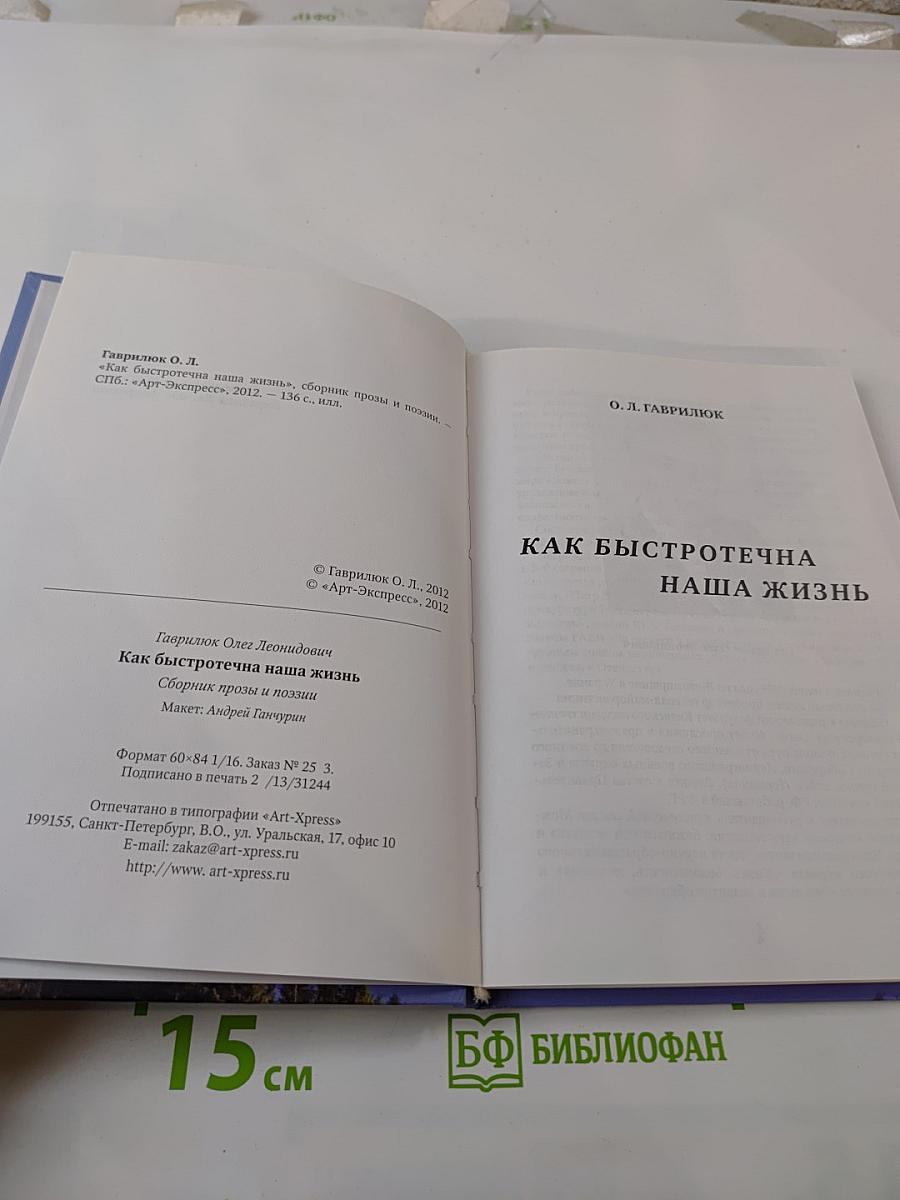 Гаврилюк О. Л.
«Как быстротечна наша жизнь», сборник прозы и поэзии. —
СПб.: «Арт-Экспресс», 2012. — 136 с., илл.
© Гаврилюк О. Л., 2012
© «Арт-Экспресс», 2012
Гаврилюк Олег Леонидович
Как быстротечна наша жизнь
Сборник прозы и поэзии
Макет: Андрей Ганчурин
Формат 60×84 1/16. Заказ № 25 3.
Подписано в печать 2 /13/31244
Отпечатано в типографии «Art-Xpress»
199155, Санкт-Петербург, В.О., ул. Уральская, 17, офис 10
E-mail: zakaz@art-xpress.ru
http://www. art-xpress.ru
О. Л. ГАВРИЛЮК
КАК БЫСТРОТЕЧНА
НАША ЖИЗНЬ
15 см
БФ БИБЛИОФАН